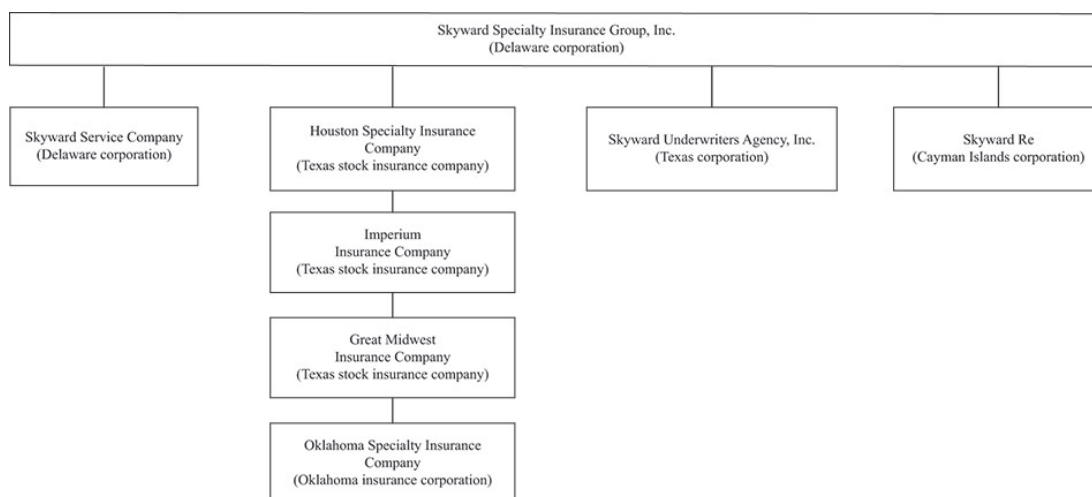 Skyward Specialty Insurance Group, Inc.
(Delaware corporation)
Skyward Service Company
(Delaware corporation)
Houston Specialty Insurance
Company
(Texas stock insurance company)
Skyward Underwriters Agency, Inc.
(Texas corporation)
Skyward Re
(Cayman Islands corporation)
Imperium
Insurance Company
(Texas stock insurance company)
Great Midwest
Insurance Company
(Texas stock insurance company)
Oklahoma Specialty Insurance
Company
(Oklahoma insurance corporation)